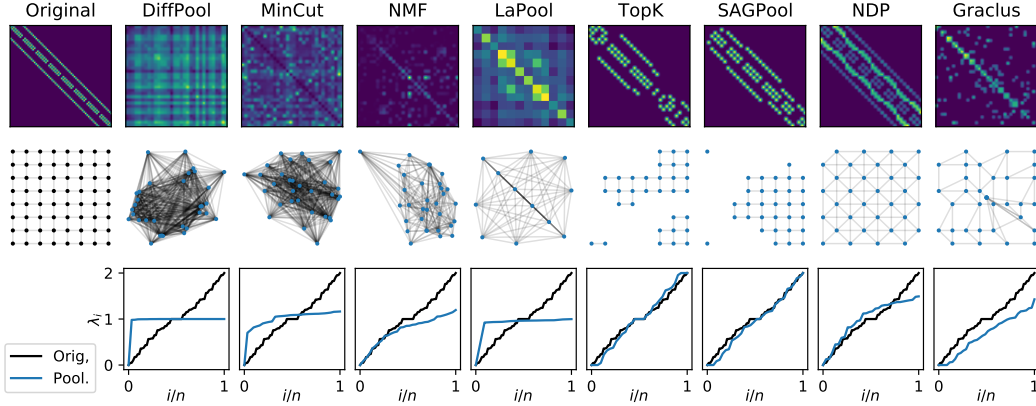 Original DiffPool MinCut NMF LaPool TopK SAGPool NDP Graclus
2
1
0
λi
Orig,
Pool.
0 1 0 1 0 1 0 1 0 1 0 1 0 1 0 1
i/n i/n i/n i/n i/n i/n i/n i/n